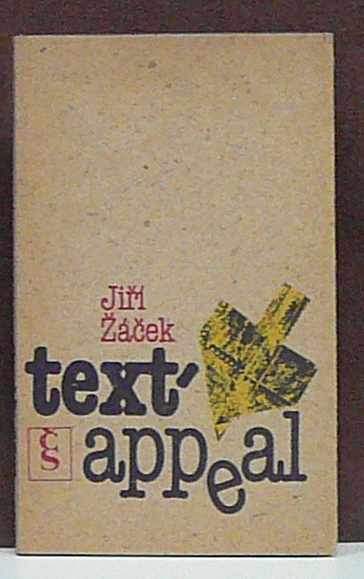 Jiří
Žáček
text'
čs
appeal